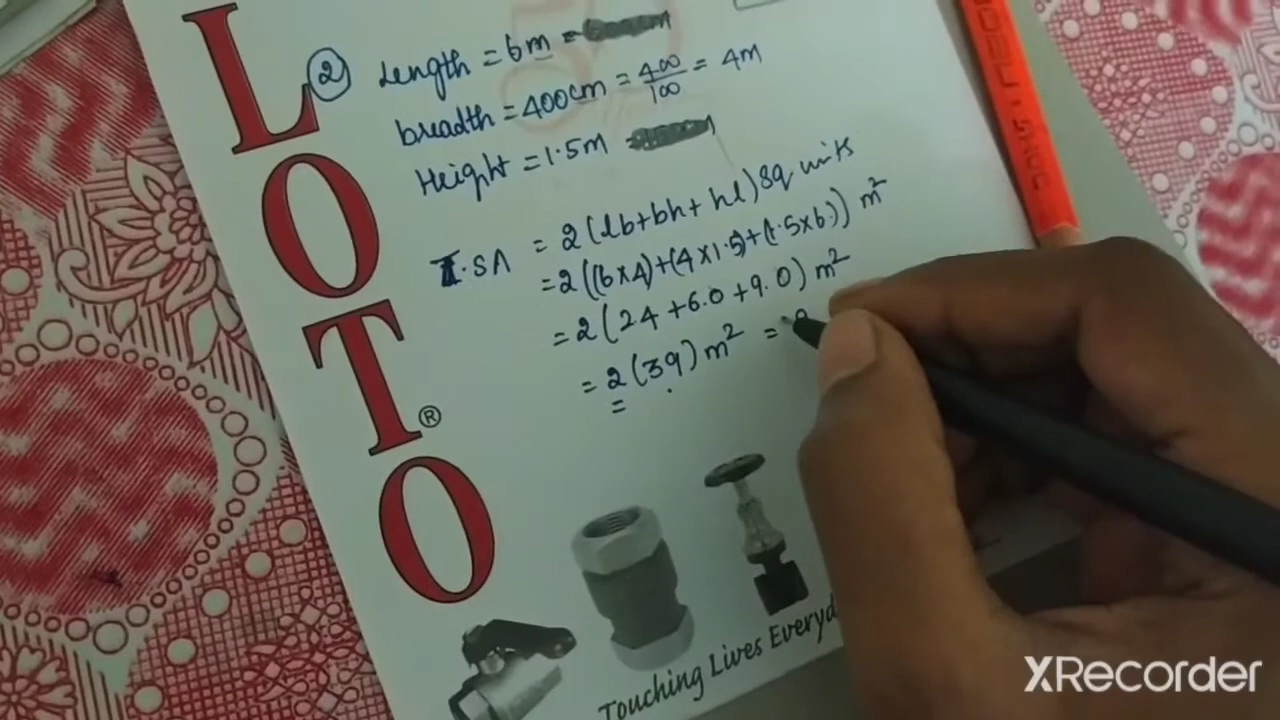 LOTO®
② Length = 6m =
breadth = 400cm = 400/100 = 4m
Height = 1.5m =
T.SA = 2(lb+bh+hl) sq units
= 2((6×4)+(4×1.5)+(1.5×6)) m²
= 2(24+6.0+9.0) m²
= 2(39) m² =
=
Touching Lives Everyd
XRecorder